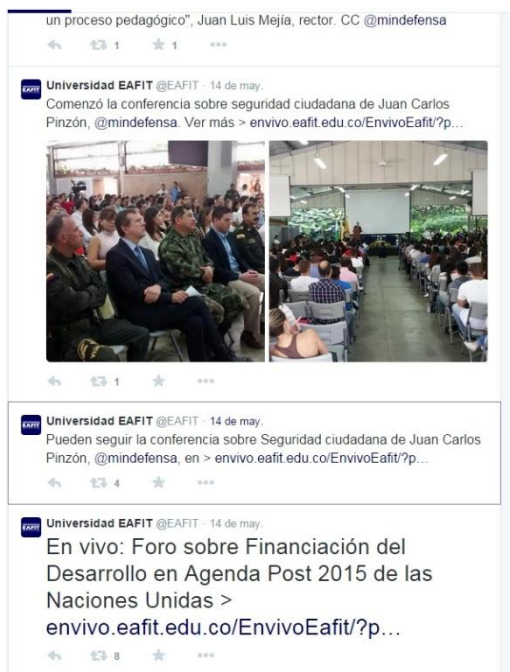 un proceso pedagógico", Juan Luis Mejía, rector. CC @mindefensa
1 1
EAFIT Universidad EAFIT @EAFIT · 14 de may.
Comenzó la conferencia sobre seguridad ciudadana de Juan Carlos
Pinzón, @mindefensa. Ver más > envivo.eafit.edu.co/EnvivoEafit/?p...
1
EAFIT Universidad EAFIT @EAFIT · 14 de may.
Pueden seguir la conferencia sobre Seguridad ciudadana de Juan Carlos
Pinzón, @mindefensa, en > envivo.eafit.edu.co/EnvivoEafit/?p...
4
EAFIT Universidad EAFIT @EAFIT · 14 de may.
En vivo: Foro sobre Financiación del
Desarrollo en Agenda Post 2015 de las
Naciones Unidas >
envivo.eafit.edu.co/EnvivoEafit/?p...
8